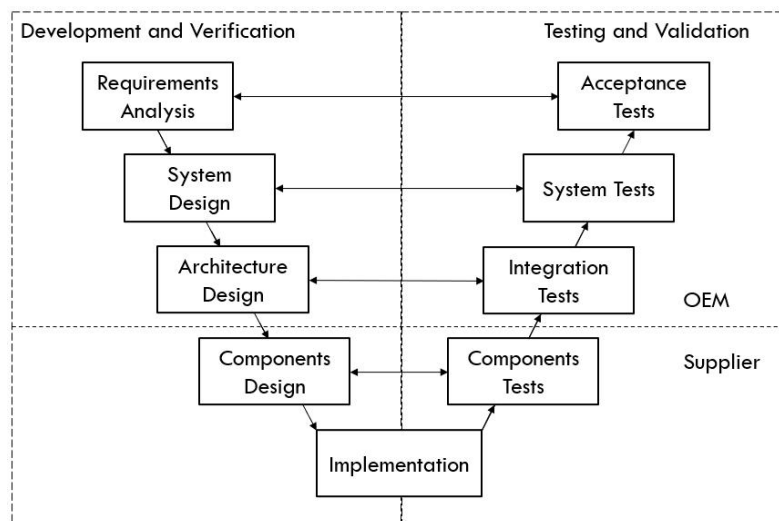 Development and Verification
Testing and Validation
Requirements
Analysis
Acceptance
Tests
System
Design
System Tests
Architecture
Design
Integration
Tests
OEM
Components
Design
Components
Tests
Supplier
Implementation